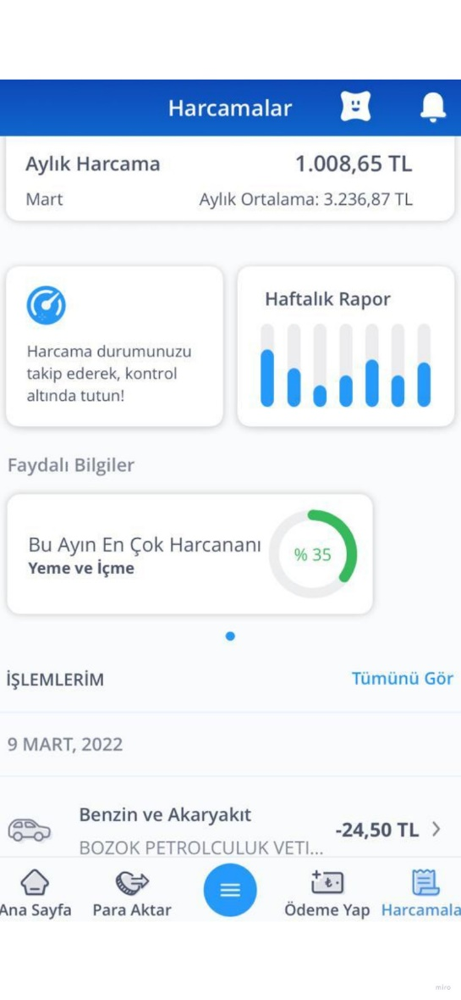 Harcamalar
Aylık Harcama 1.008,65 TL
Mart Aylık Ortalama: 3.236,87 TL
Harcama durumunuzu
takip ederek, kontrol
altında tutun!
Haftalık Rapor
Faydalı Bilgiler
Bu Ayın En Çok Harcananı
Yeme ve İçme
% 35
İŞLEMLERİM Tümünü Gör
9 MART, 2022
Benzin ve Akaryakıt
-24,50 TL
BOZOK PETROLCULUK VETI...
Ana Sayfa Para Aktar Ödeme Yap Harcamala
miro